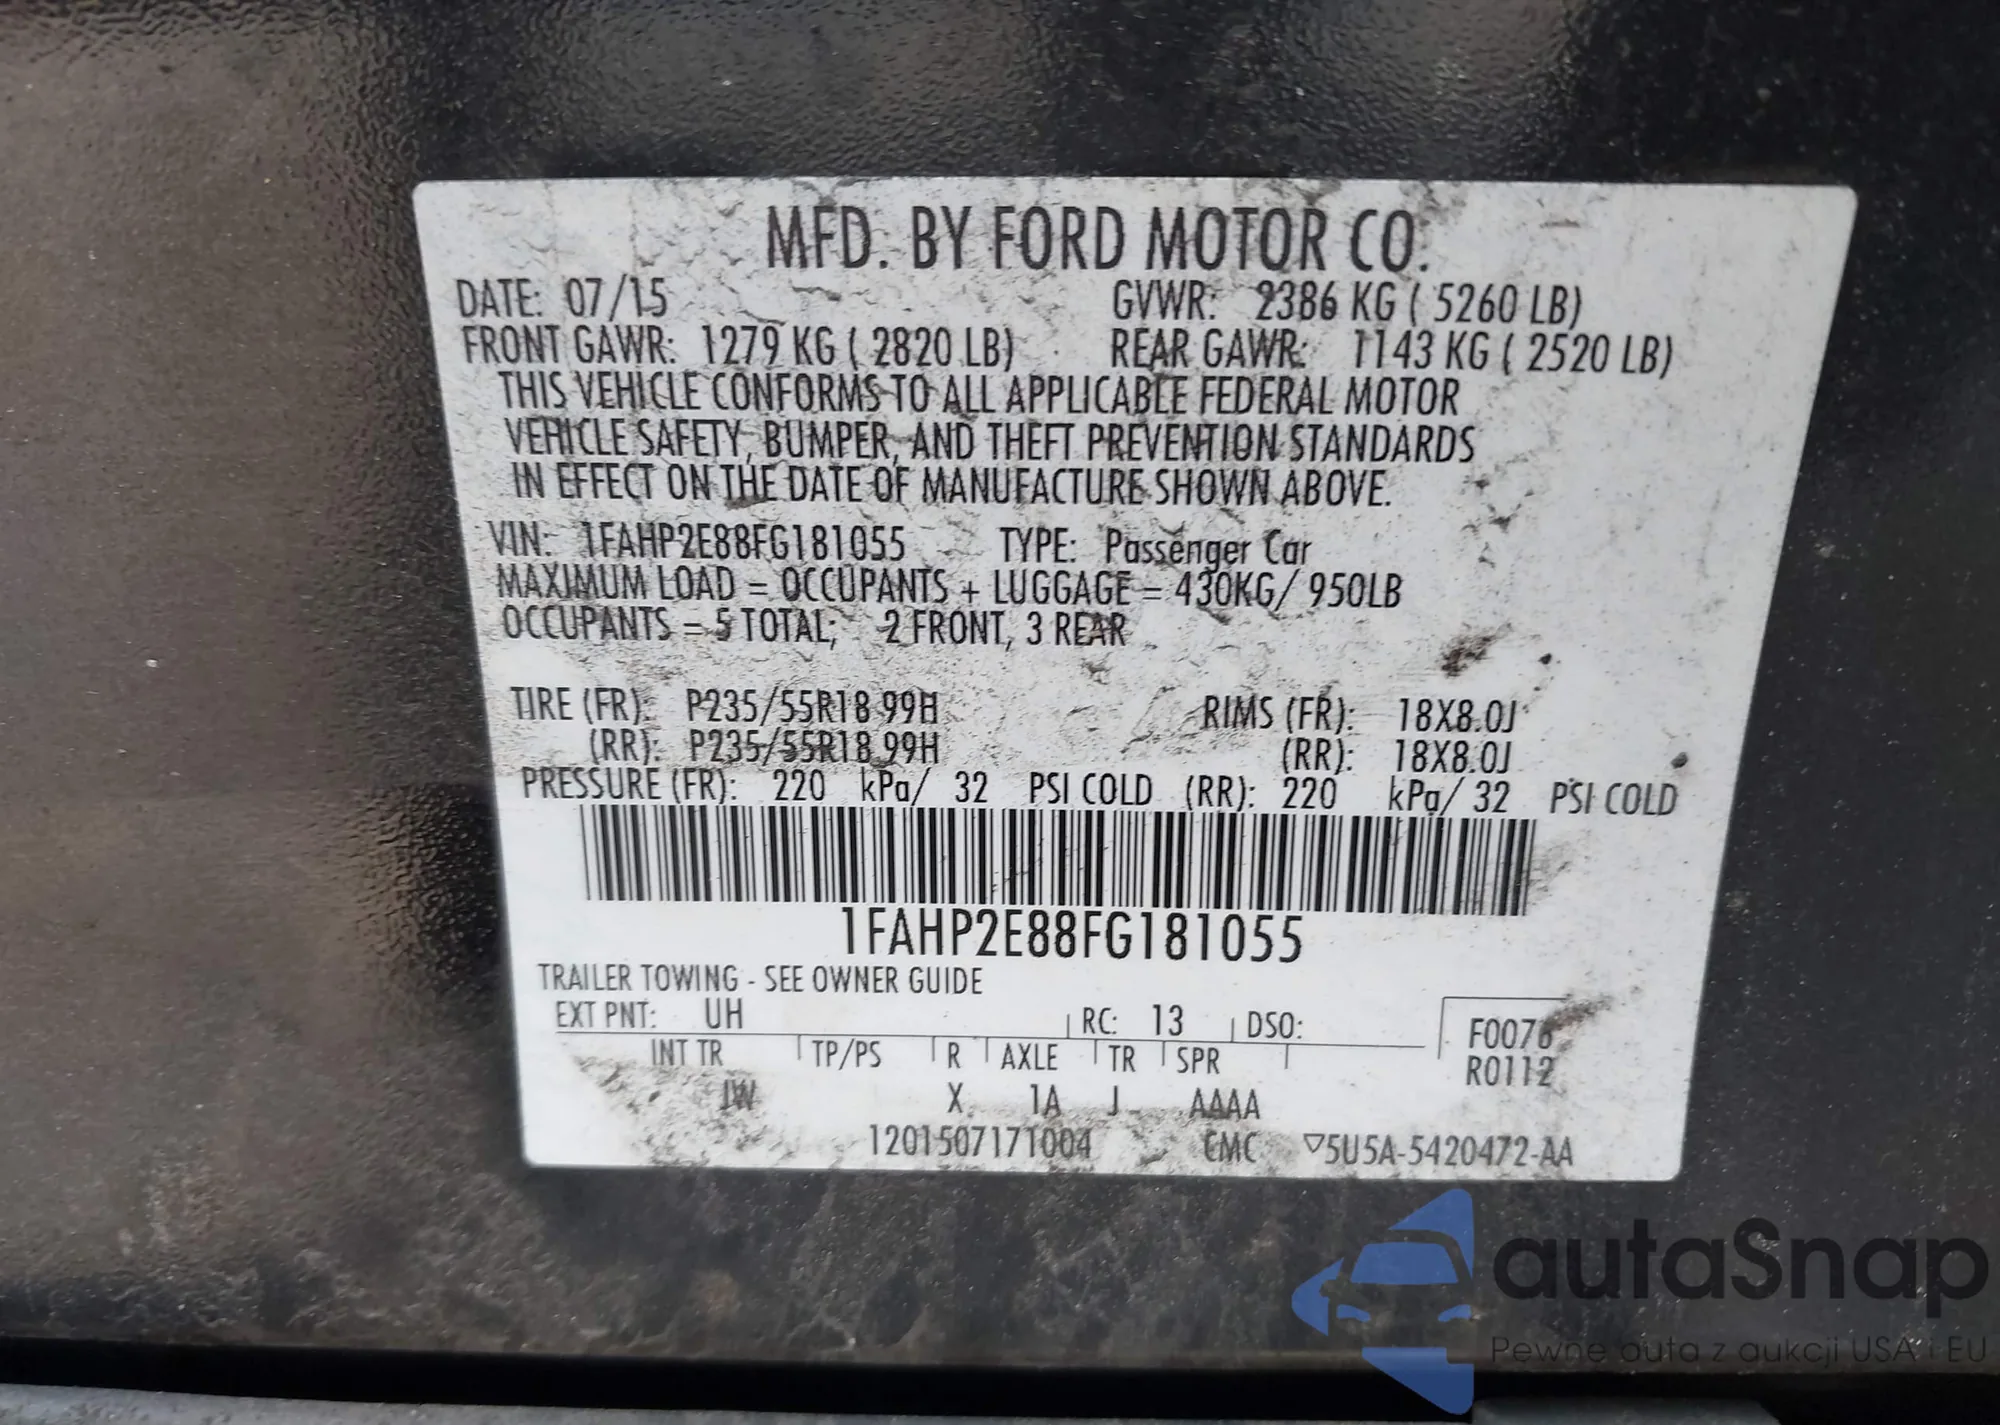 MFD. BY FORD MOTOR CO.
DATE: 07/15 GVWR: 2386 KG ( 5260 LB)
FRONT GAWR: 1279 KG ( 2820 LB) REAR GAWR: 1143 KG ( 2520 LB)
THIS VEHICLE CONFORMS TO ALL APPLICABLE FEDERAL MOTOR
VEHICLE SAFETY, BUMPER, AND THEFT PREVENTION STANDARDS
IN EFFECT ON THE DATE OF MANUFACTURE SHOWN ABOVE.
VIN: 1FAHP2E88FG181055 TYPE: Passenger Car
MAXIMUM LOAD = OCCUPANTS + LUGGAGE = 430KG/ 950LB
OCCUPANTS = 5 TOTAL; 2 FRONT, 3 REAR
TIRE (FR): P235/55R18 99H RIMS (FR): 18X8.0J
(RR): P235/55R18 99H (RR): 18X8.0J
PRESSURE (FR): 220 kPa/ 32 PSI COLD (RR): 220 kPa/ 32 PSI COLD
1FAHP2E88FG181055
TRAILER TOWING - SEE OWNER GUIDE
EXT PNT: UH RC: 13 DSO: F0076
INT TR TP/PS R AXLE TR SPR R0112
JW X 1A J AAAA
1201507171004 CMC ▽5U5A-5420472-AA
autaSnap
Pewne auta z aukcji USA i EU